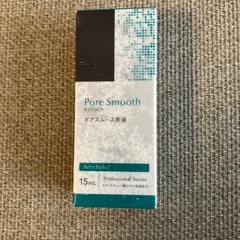 Pore Smooth
extract
ポアスムース原液
Artichoke
15mL
Professional Series